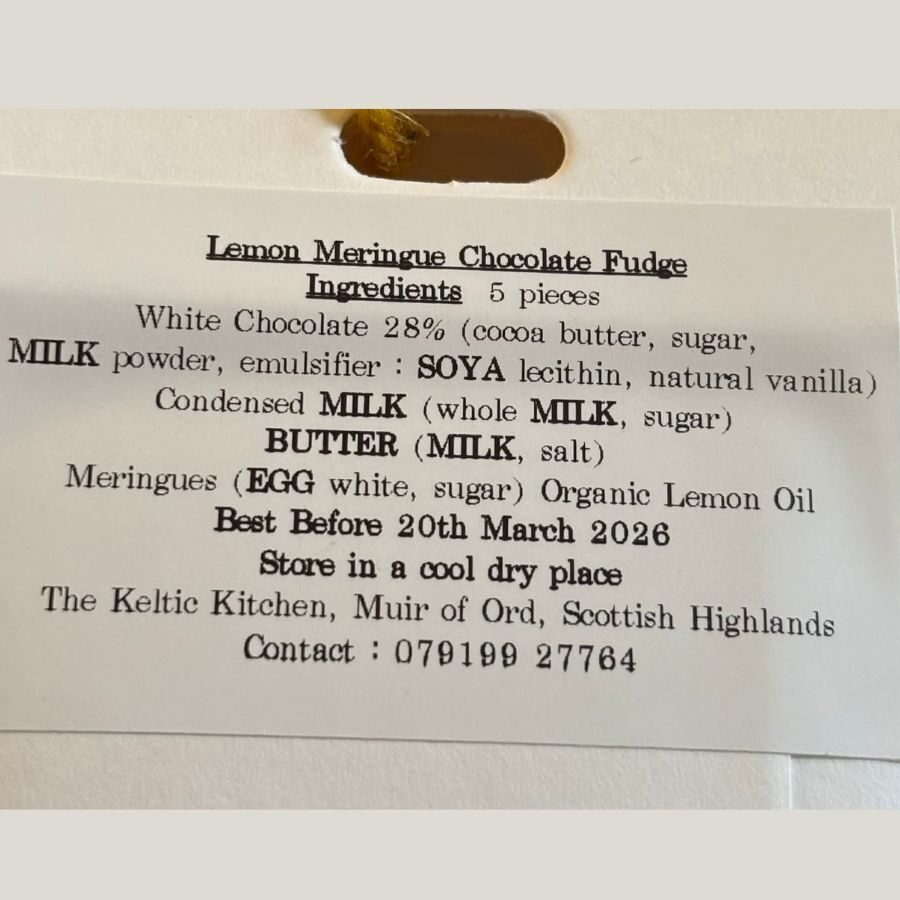 Lemon Meringue Chocolate Fudge
Ingredients 5 pieces
White Chocolate 28% (cocoa butter, sugar,
MILK powder, emulsifier : SOYA lecithin, natural vanilla)
Condensed MILK (whole MILK, sugar)
BUTTER (MILK, salt)
Meringues (EGG white, sugar) Organic Lemon Oil
Best Before 20th March 2026
Store in a cool dry place
The Keltic Kitchen, Muir of Ord, Scottish Highlands
Contact : 079199 27764